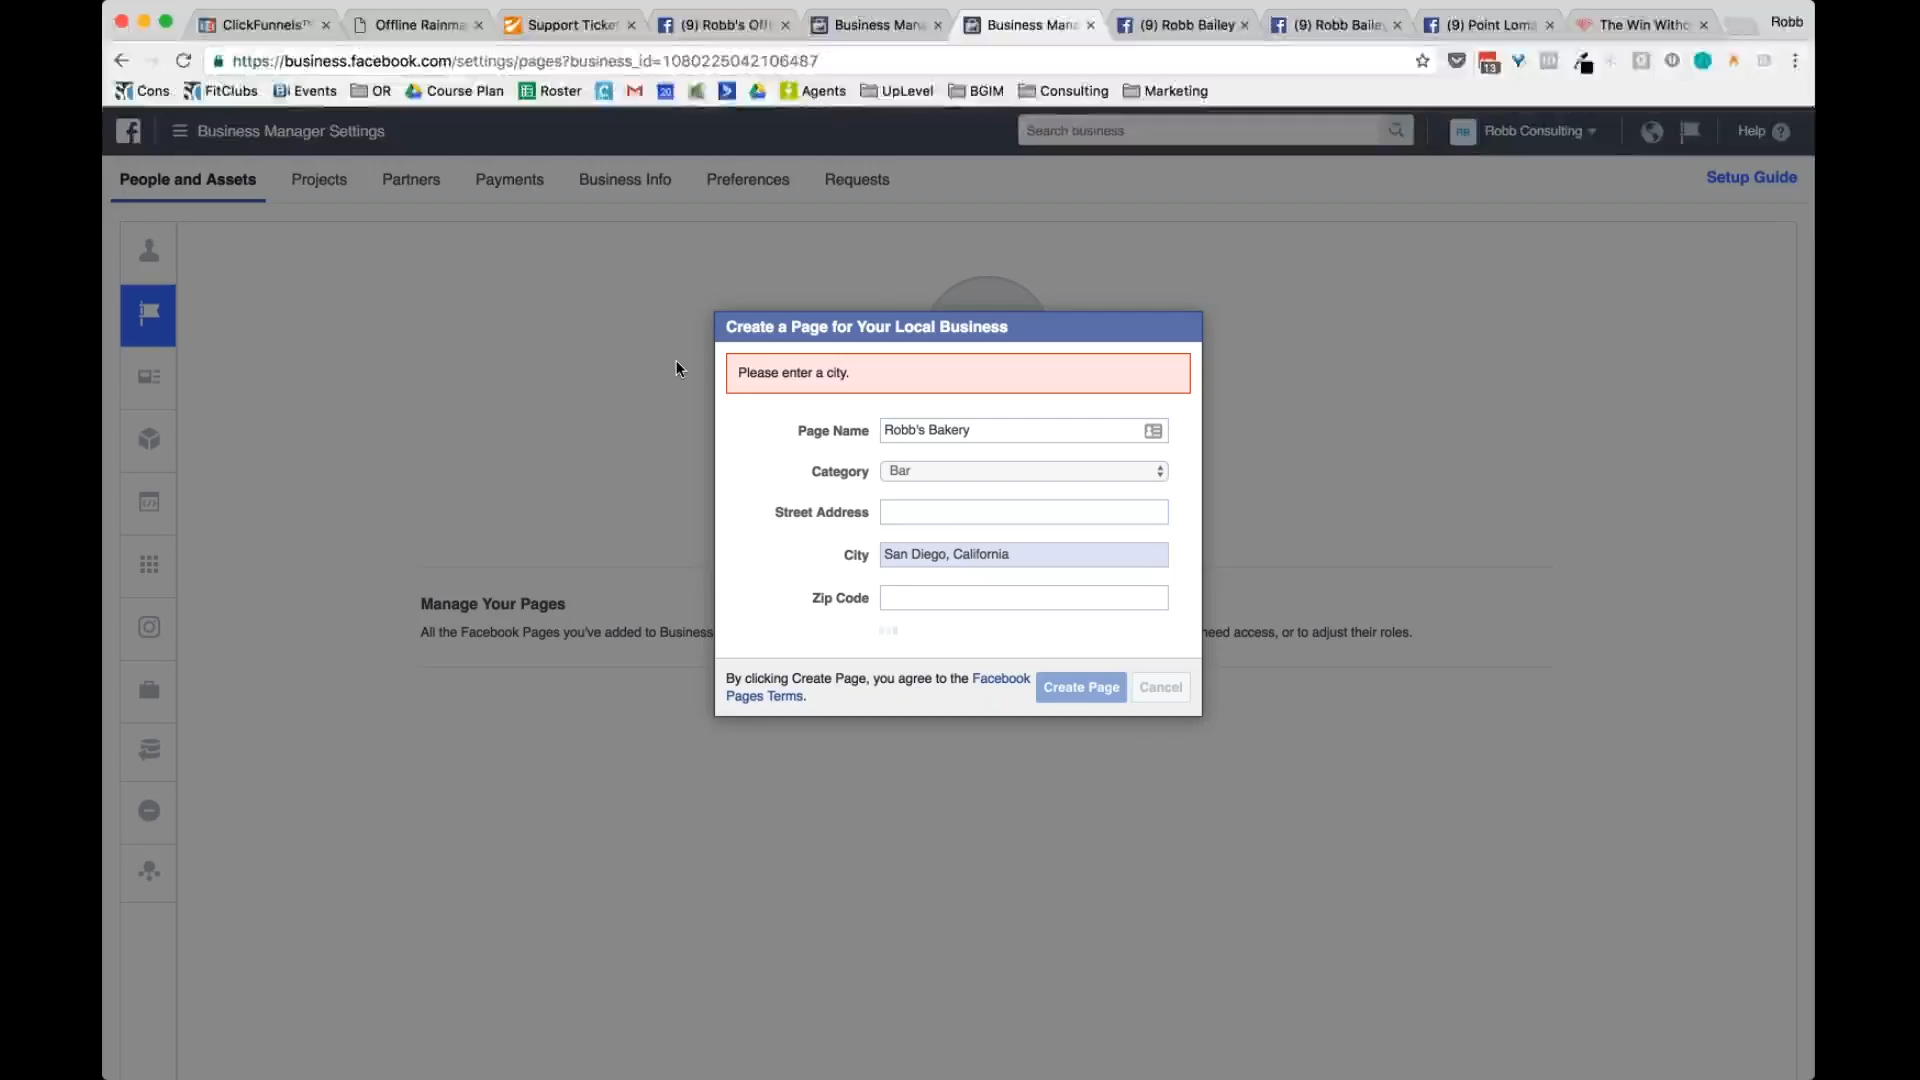 ClickFunnels™
Offline Rainma
Support Ticket
(9) Robb's Offl
Business Mana
Business Mana
(9) Robb Bailey
(9) Robb Bailey
(9) Point Loma
The Win Witho
Robb
https://business.facebook.com/settings/pages?business_id=1080225042106487
13
Cons
FitClubs
Events
OR
Course Plan
Roster
20
Agents
UpLevel
BGIM
Consulting
Marketing
Business Manager Settings
Search business
RB
Robb Consulting
Help
People and Assets
Projects
Partners
Payments
Business Info
Preferences
Requests
Setup Guide
Create a Page for Your Local Business
Please enter a city.
Page Name
Robb's Bakery
Category
Bar
Street Address
City
San Diego, California
Zip Code
Manage Your Pages
All the Facebook Pages you've added to Business
need access, or to adjust their roles.
By clicking Create Page, you agree to the Facebook
Pages Terms.
Create Page
Cancel